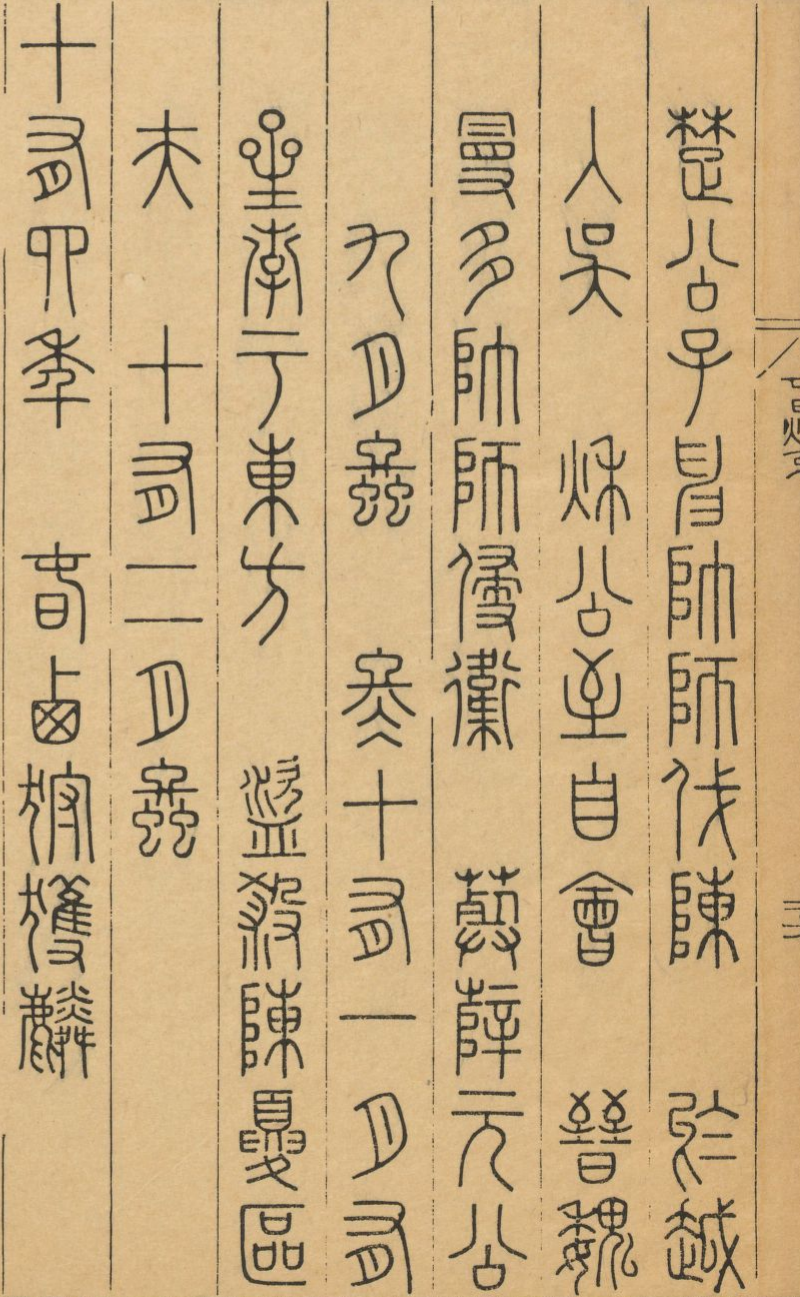 楚公子申帥師伐陳 於越
入吳 秋公至自會 晉魏
曼多帥師侵衛 葬薛元公
九月螽 冬十有一月有
星孛于東方 盜殺陳夏區
夫 十有二月螽
十有四年 春西狩獲麟